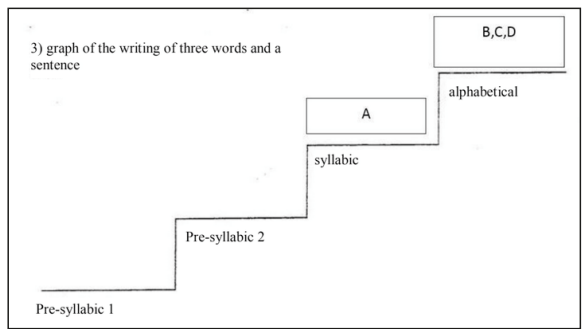 B,C,D
3) graph of the writing of three words and a
sentence
alphabetical
A
syllabic
Pre-syllabic 2
Pre-syllabic 1